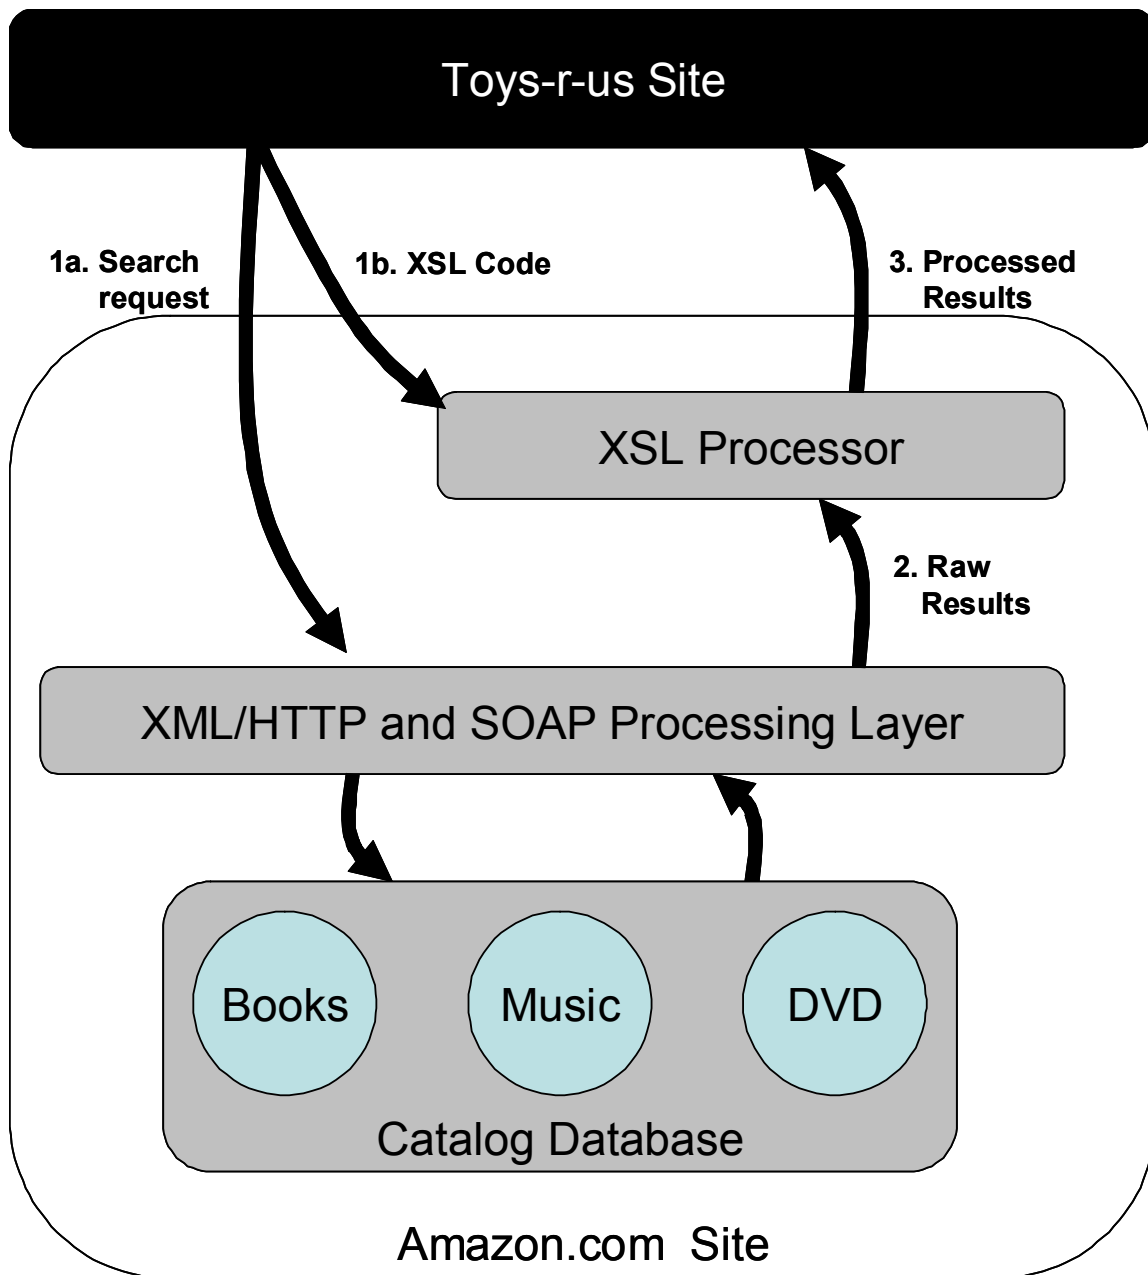 Toys-r-us Site
1a. Search
request
1b. XSL Code
3. Processed
Results
XSL Processor
2. Raw
Results
XML/HTTP and SOAP Processing Layer
Books
Music
DVD
Catalog Database
Amazon.com Site